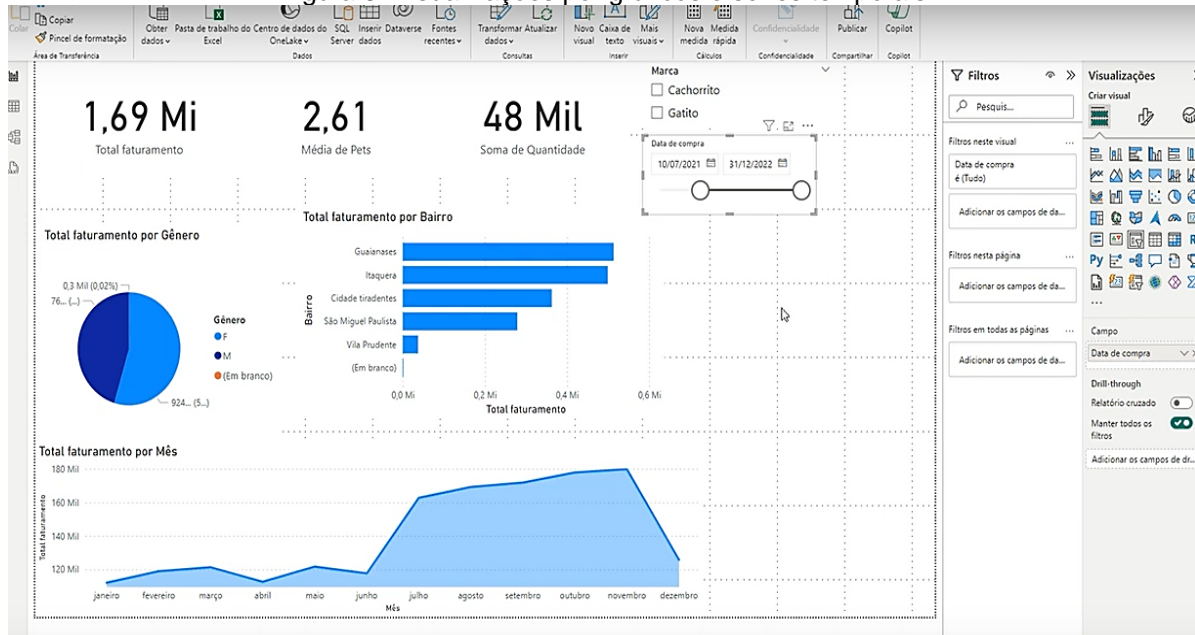 Copiar
Pincel de formatação
Área de Transferência
Obter dados
Pasta de trabalho do Excel
Centro de dados do OneLake
SQL Server
Inserir dados
Dataverse
Fontes recentes
Dados
Transformar dados
Atualizar
Consultas
Novo visual
Caixa de texto
Mais visuais
Inserir
Nova medida
Medida rápida
Cálculos
Confidencialidade
Confidencialidade
Publicar
Compartilhar
Copilot
Copilot
1,69 Mi
Total faturamento
2,61
Média de Pets
48 Mil
Soma de Quantidade
Marca
Cachorrito
Gatito
Data de compra
10/07/2021 31/12/2022
Total faturamento por Gênero
0,3 Mil (0,02%)
76... (...)
924... (5...)
Gênero
F
M
(Em branco)
Total faturamento por Bairro
Bairro
Guaianases
Itaquera
Cidade tiradentes
São Miguel Paulista
Vila Prudente
(Em branco)
0,0 Mi 0,2 Mi 0,4 Mi 0,6 Mi
Total faturamento
Total faturamento por Mês
Total faturamento
180 Mil
160 Mil
140 Mil
120 Mil
janeiro fevereiro março abril maio junho julho agosto setembro outubro novembro dezembro
Mês
Filtros
Pesquis...
Filtros neste visual ...
Data de compra
é (Tudo)
Adicionar os campos de da...
Filtros nesta página ...
Adicionar os campos de da...
Filtros em todas as páginas ...
Adicionar os campos de da...
Visualizações
Criar visual
Py
...
Campo
Data de compra
Drill-through
Relatório cruzado
Manter todos os
filtros
Adicionar os campos de dr...